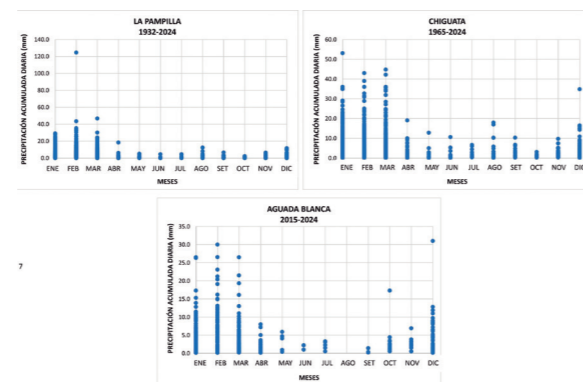 LA PAMPILLA
1932-2024
PRECIPITACIÓN ACUMULADA DIARIA (mm)
140.0
120.0
100.0
80.0
60.0
40.0
20.0
0.0
ENE FEB MAR ABR MAY JUN JUL AGO SET OCT NOV DIC
MESES
CHIGUATA
1965-2024
PRECIPITACIÓN ACUMULADA DIARIA (mm)
60.0
50.0
40.0
30.0
20.0
10.0
0.0
ENE FEB MAR ABR MAY JUN JUL AGO SET OCT NOV DIC
MESES
7
AGUADA BLANCA
2015-2024
PRECIPITACIÓN ACUMULADA DIARIA (mm)
35.0
30.0
25.0
20.0
15.0
10.0
5.0
0.0
ENE FEB MAR ABR MAY JUN JUL AGO SET OCT NOV DIC
MESES